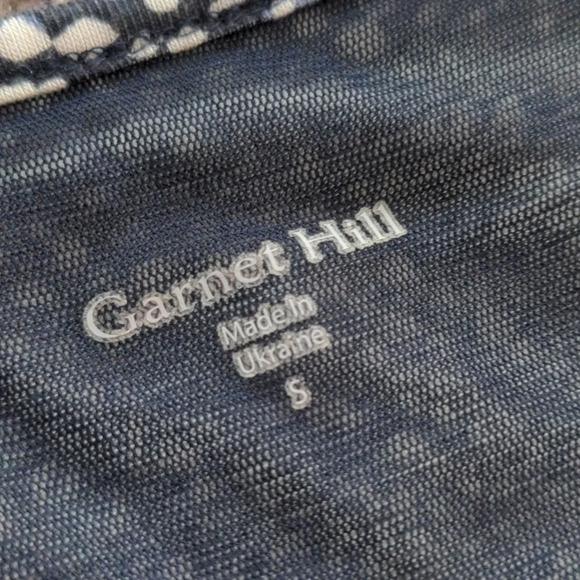 Garnet Hill
Made In
Ukraine
S